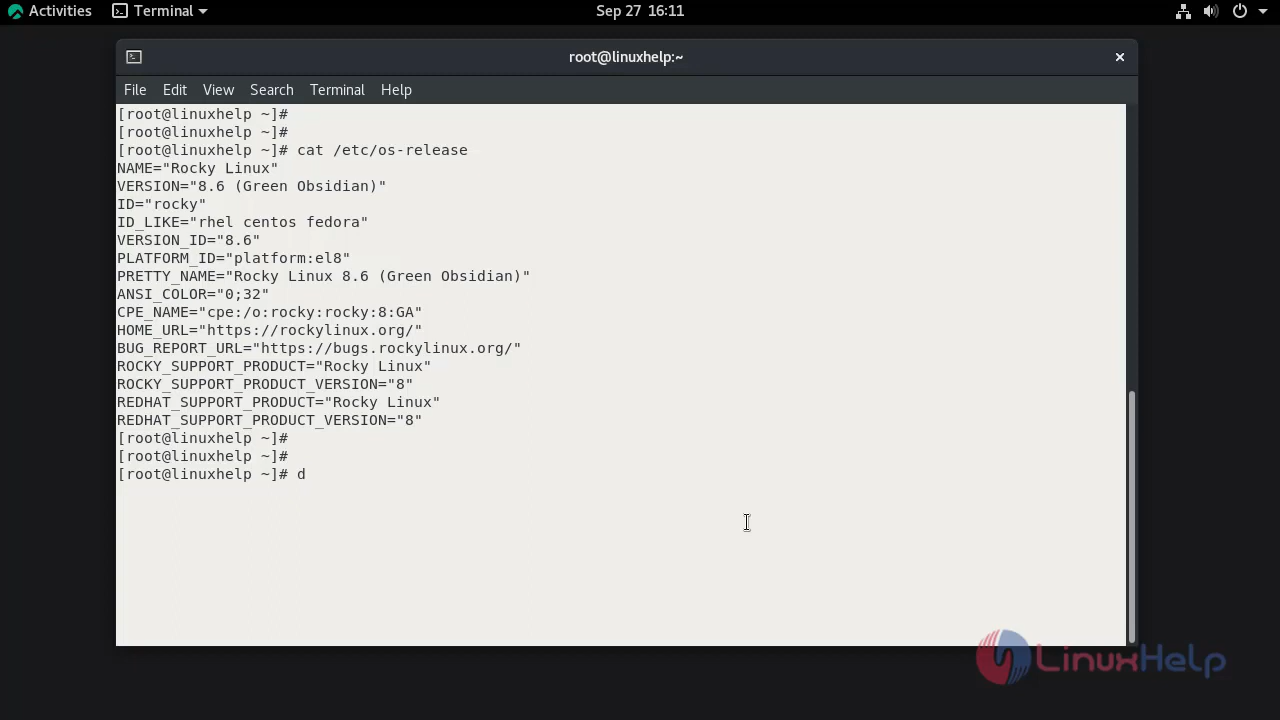 Activities Terminal Sep 27 16:11
root@linuxhelp:~
File Edit View Search Terminal Help
[root@linuxhelp ~]#
[root@linuxhelp ~]#
[root@linuxhelp ~]# cat /etc/os-release
NAME="Rocky Linux"
VERSION="8.6 (Green Obsidian)"
ID="rocky"
ID_LIKE="rhel centos fedora"
VERSION_ID="8.6"
PLATFORM_ID="platform:el8"
PRETTY_NAME="Rocky Linux 8.6 (Green Obsidian)"
ANSI_COLOR="0;32"
CPE_NAME="cpe:/o:rocky:rocky:8:GA"
HOME_URL="https://rockylinux.org/"
BUG_REPORT_URL="https://bugs.rockylinux.org/"
ROCKY_SUPPORT_PRODUCT="Rocky Linux"
ROCKY_SUPPORT_PRODUCT_VERSION="8"
REDHAT_SUPPORT_PRODUCT="Rocky Linux"
REDHAT_SUPPORT_PRODUCT_VERSION="8"
[root@linuxhelp ~]#
[root@linuxhelp ~]#
[root@linuxhelp ~]# d
LinuxHelp